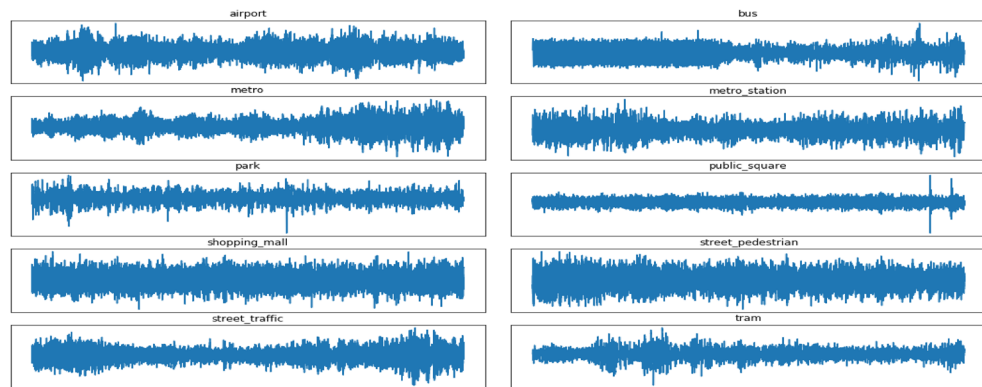 airport
bus
metro
metro_station
park
public_square
shopping_mall
street_pedestrian
street_traffic
tram